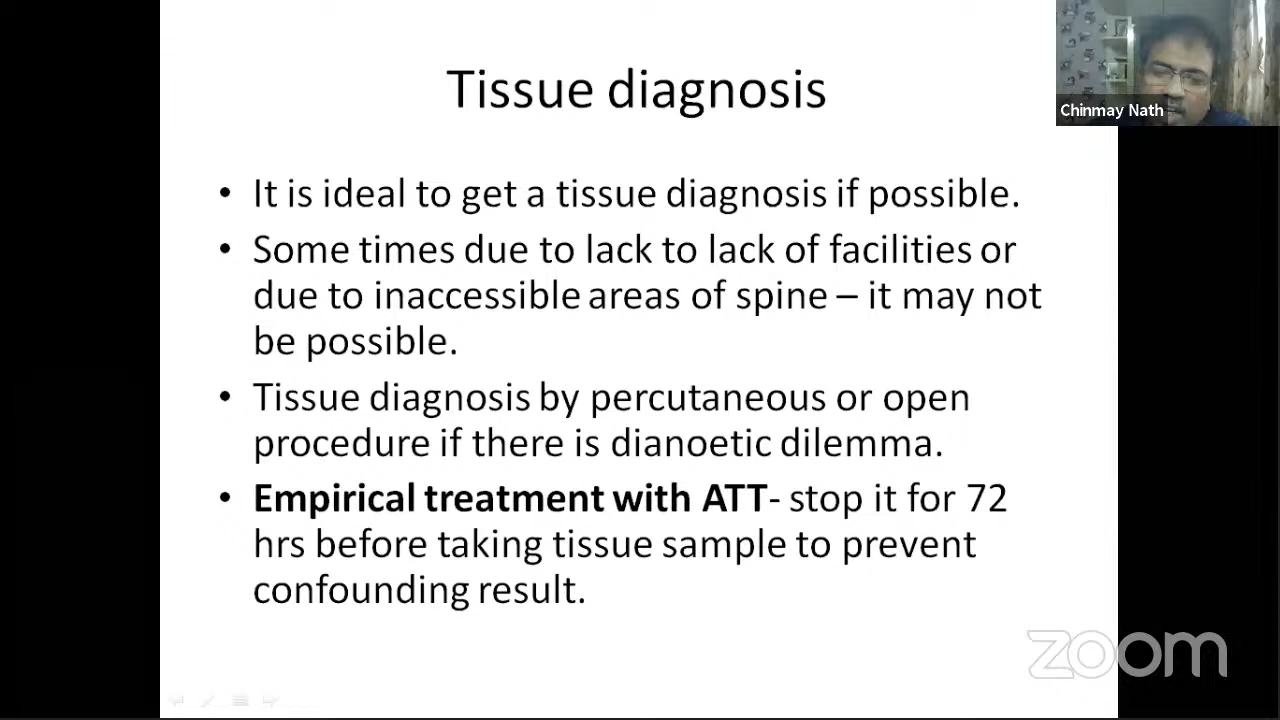 Tissue diagnosis
• It is ideal to get a tissue diagnosis if possible.
• Some times due to lack to lack of facilities or
due to inaccessible areas of spine – it may not
be possible.
• Tissue diagnosis by percutaneous or open
procedure if there is dianoetic dilemma.
• Empirical treatment with ATT- stop it for 72
hrs before taking tissue sample to prevent
confounding result.
Chinmay Nath
zoom